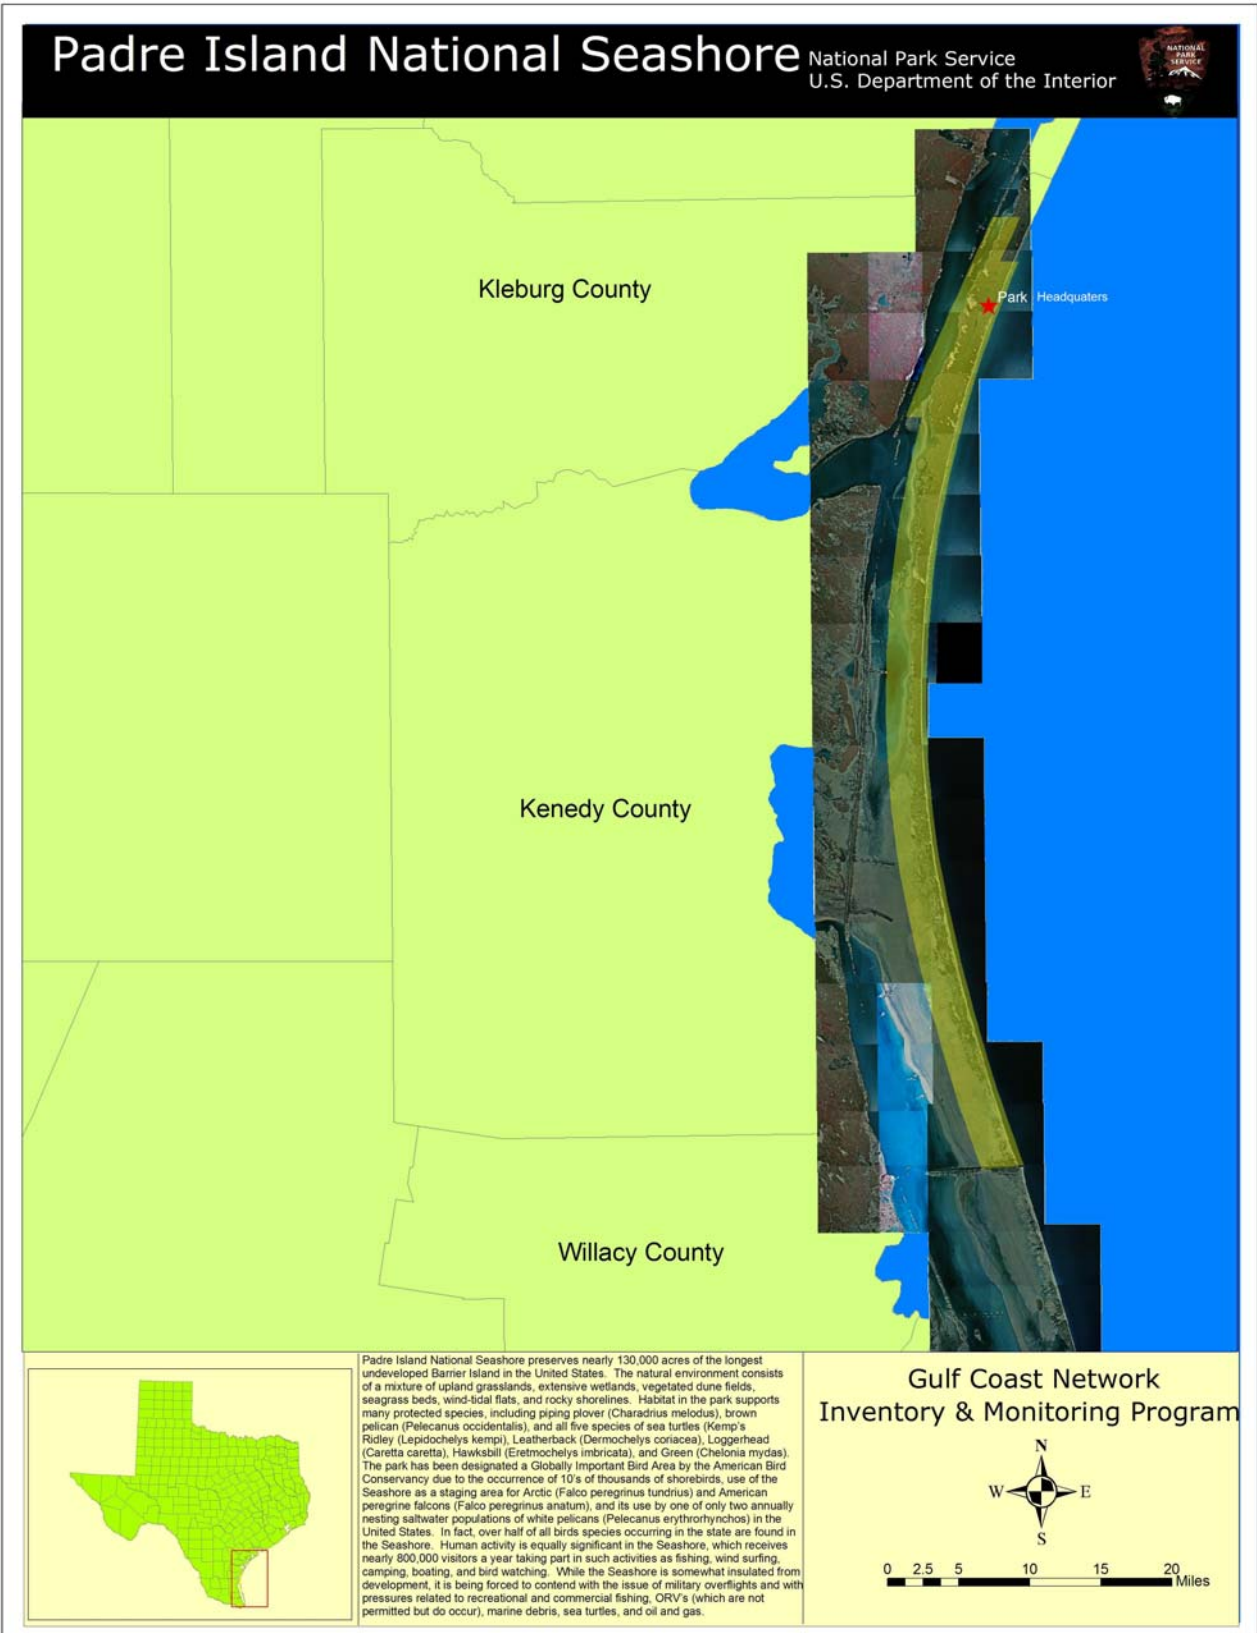 Padre Island National Seashore
National Park Service
U.S. Department of the Interior
NATIONAL
PARK
SERVICE
Kleburg County
Park Headquaters
Kenedy County
Willacy County
Padre Island National Seashore preserves nearly 130,000 acres of the longest
undeveloped Barrier Island in the United States. The natural environment consists
of a mixture of upland grasslands, extensive wetlands, vegetated dune fields,
seagrass beds, wind-tidal flats, and rocky shorelines. Habitat in the park supports
many protected species, including piping plover (Charadrius melodus), brown
pelican (Pelecanus occidentalis), and all five species of sea turtles (Kemp's
Ridley (Lepidochelys kempi), Leatherback (Dermochelys coriacea), Loggerhead
(Caretta caretta), Hawksbill (Eretmochelys imbricata), and Green (Chelonia mydas).
The park has been designated a Globally Important Bird Area by the American Bird
Conservancy due to the occurrence of 10's of thousands of shorebirds, use of the
Seashore as a staging area for Arctic (Falco peregrinus tundrius) and American
peregrine falcons (Falco peregrinus anatum), and its use by one of only two annually
nesting saltwater populations of white pelicans (Pelecanus erythrorhynchos) in the
United States. In fact, over half of all birds species occurring in the state are found in
the Seashore. Human activity is equally significant in the Seashore, which receives
nearly 800,000 visitors a year taking part in such activities as fishing, wind surfing,
camping, boating, and bird watching. While the Seashore is somewhat insulated from
development, it is being forced to contend with the issue of military overflights and with
pressures related to recreational and commercial fishing, ORV's (which are not
permitted but do occur), marine debris, sea turtles, and oil and gas.
Gulf Coast Network
Inventory & Monitoring Program
N
W E
S
0 2.5 5 10 15 20
Miles